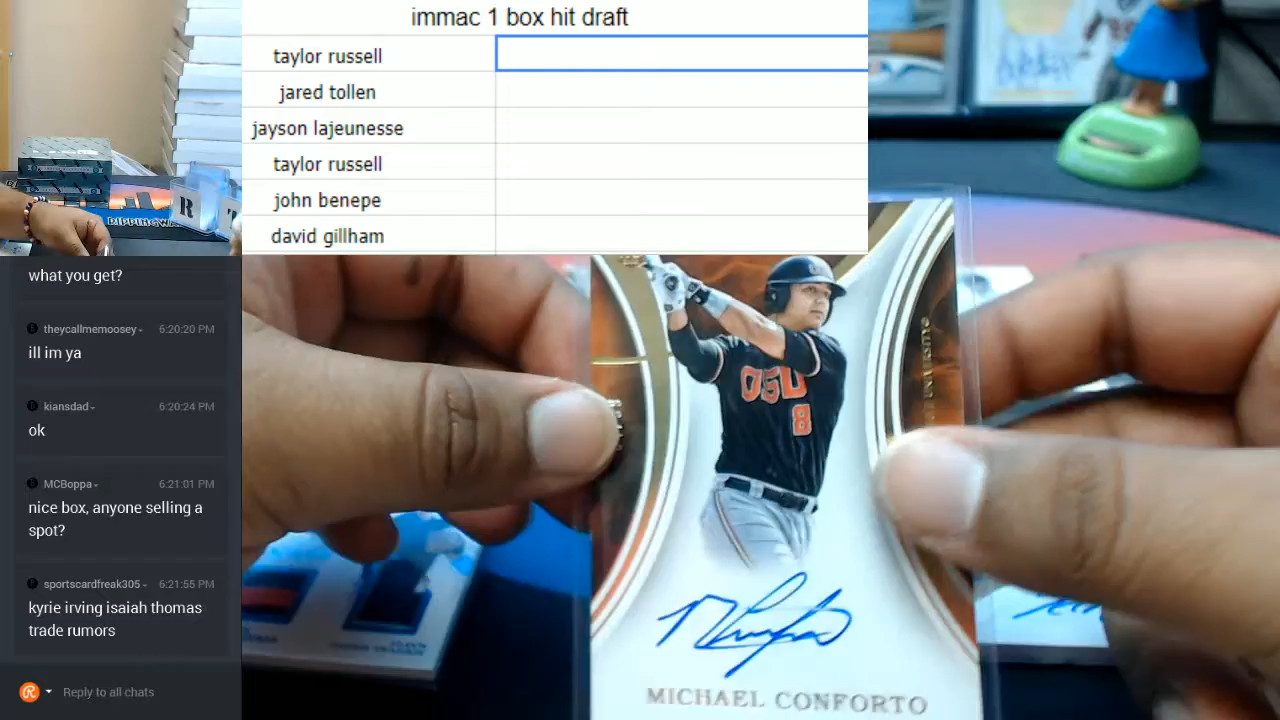 immac 1 box hit draft
taylor russell
jared tollen
jayson lajeunesse
taylor russell
john benepe
david gillham
R
RIPPINGWA
what you get?
theycallmemoosey 6:20:20 PM
ill im ya
kiansdad 6:20:24 PM
ok
MCBoppa 6:21:01 PM
nice box, anyone selling a
spot?
sportscardfreak305 6:21:55 PM
kyrie irving isaiah thomas
trade rumors
Reply to all chats
OSU
8
MICHAEL CONFORTO